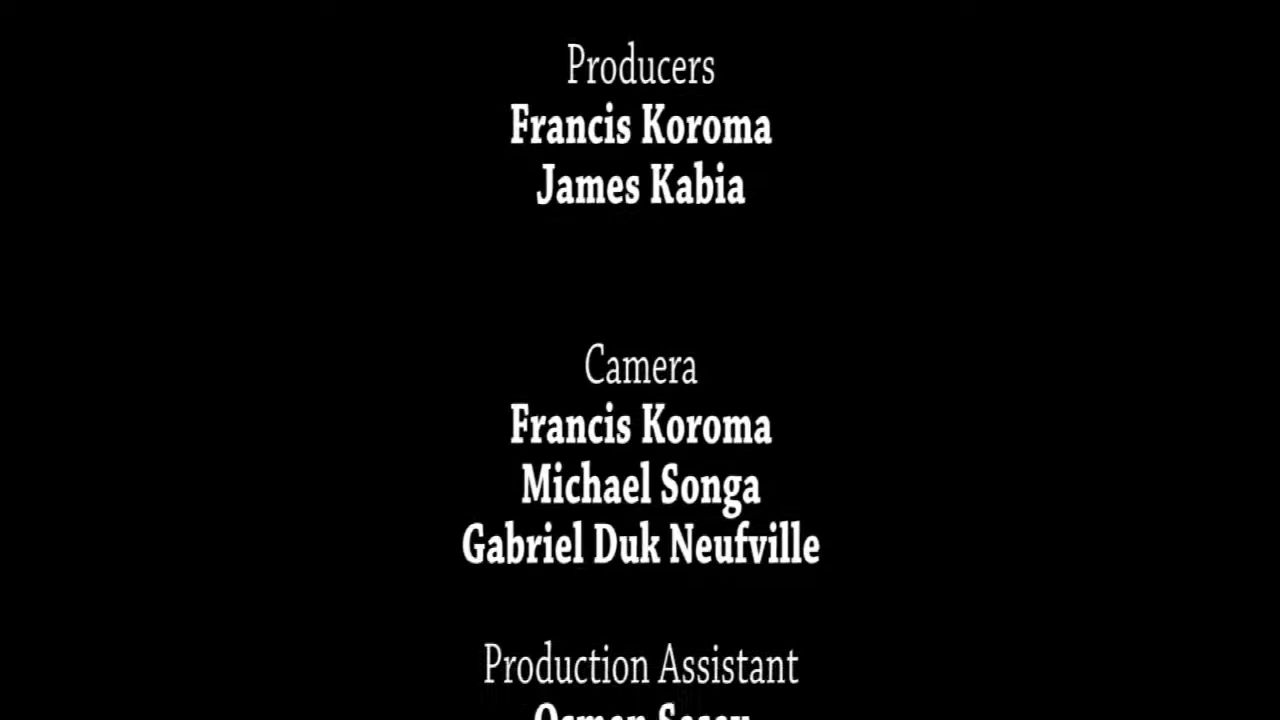 Producers
Francis Koroma
James Kabia
Camera
Francis Koroma
Michael Songa
Gabriel Duk Neufville
Production Assistant